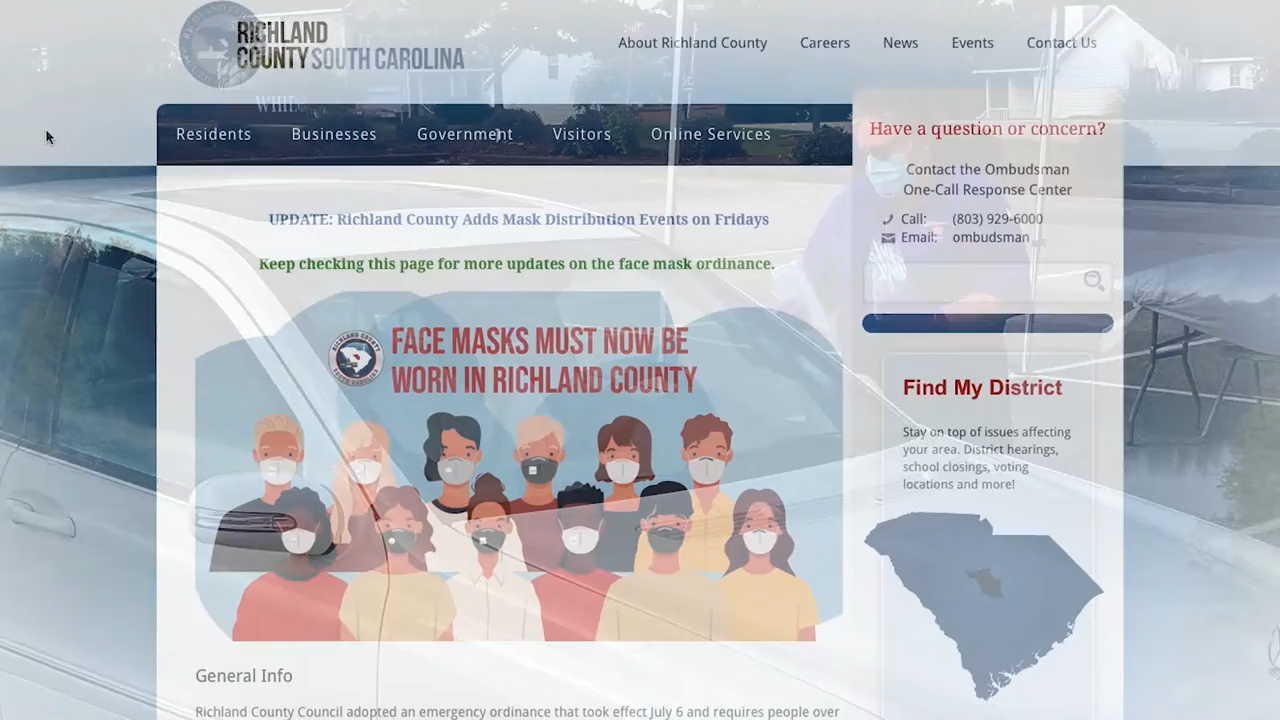 RICHLAND
COUNTY SOUTH CAROLINA
About Richland County
Careers
News
Events
Contact Us
Residents
Businesses
Government
Visitors
Online Services
Have a question or concern?
Contact the Ombudsman
One-Call Response Center
Call: (803) 929-6000
Email: ombudsman
UPDATE: Richland County Adds Mask Distribution Events on Fridays
Keep checking this page for more updates on the face mask ordinance.
FACE MASKS MUST NOW BE
WORN IN RICHLAND COUNTY
Find My District
Stay on top of issues affecting
your area. District hearings,
school closings, voting
locations and more!
General Info
Richland County Council adopted an emergency ordinance that took effect July 6 and requires people over